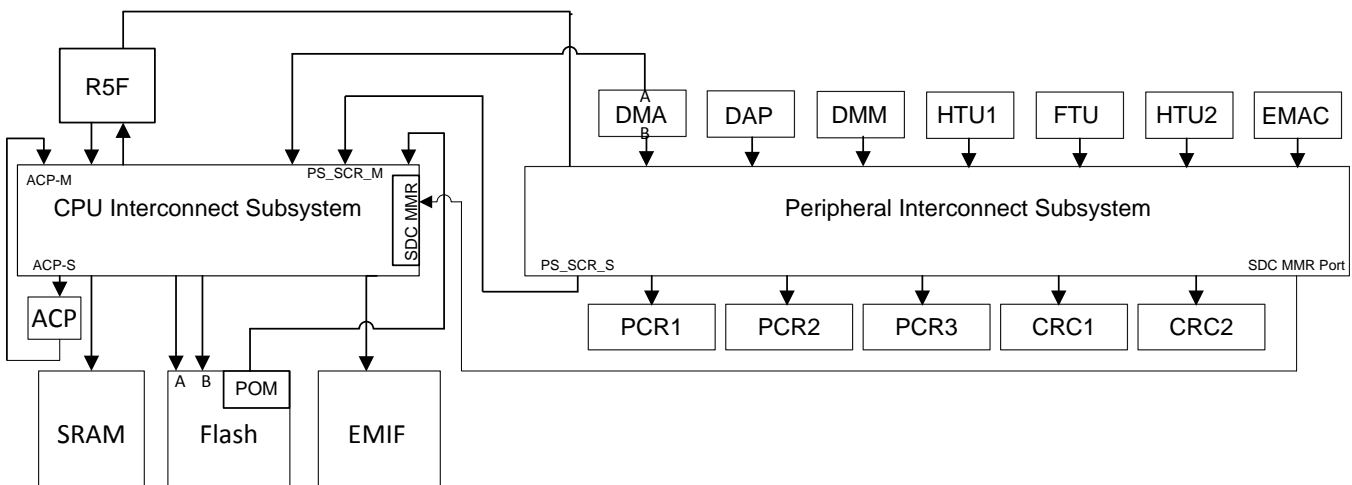 R5F
A
DMA
B
DAP
DMM
HTU1
FTU
HTU2
EMAC
ACP-M
PS_SCR_M
CPU Interconnect Subsystem
SDC MMR
ACP-S
Peripheral Interconnect Subsystem
PS_SCR_S
SDC MMR Port
ACP
PCR1
PCR2
PCR3
CRC1
CRC2
SRAM
A
B
POM
Flash
EMIF